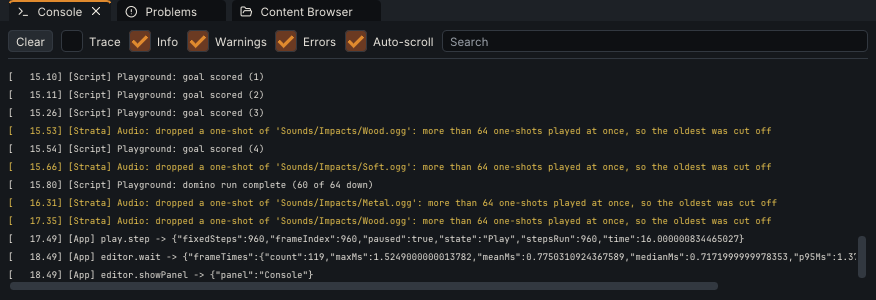 Console
Problems
Content Browser
Clear Trace Info Warnings Errors Auto-scroll Search
[ 15.10] [Script] Playground: goal scored (1)
[ 15.11] [Script] Playground: goal scored (2)
[ 15.26] [Script] Playground: goal scored (3)
[ 15.53] [Strata] Audio: dropped a one-shot of 'Sounds/Impacts/Wood.ogg': more than 64 one-shots played at once, so the oldest was cut off
[ 15.54] [Script] Playground: goal scored (4)
[ 15.66] [Strata] Audio: dropped a one-shot of 'Sounds/Impacts/Soft.ogg': more than 64 one-shots played at once, so the oldest was cut off
[ 15.80] [Script] Playground: domino run complete (60 of 64 down)
[ 16.31] [Strata] Audio: dropped a one-shot of 'Sounds/Impacts/Metal.ogg': more than 64 one-shots played at once, so the oldest was cut off
[ 17.35] [Strata] Audio: dropped a one-shot of 'Sounds/Impacts/Wood.ogg': more than 64 one-shots played at once, so the oldest was cut off
[ 17.49] [App] play.step -> {"fixedSteps":960,"frameIndex":960,"paused":true,"state":"Play","stepsRun":960,"time":16.000000834465027}
[ 18.49] [App] editor.wait -> {"frameTimes":{"count":119,"maxMs":1.5249000000013782,"meanMs":0.7750310924367589,"medianMs":0.7171999999978353,"p95Ms":1.37
[ 18.49] [App] editor.showPanel -> {"panel":"Console"}